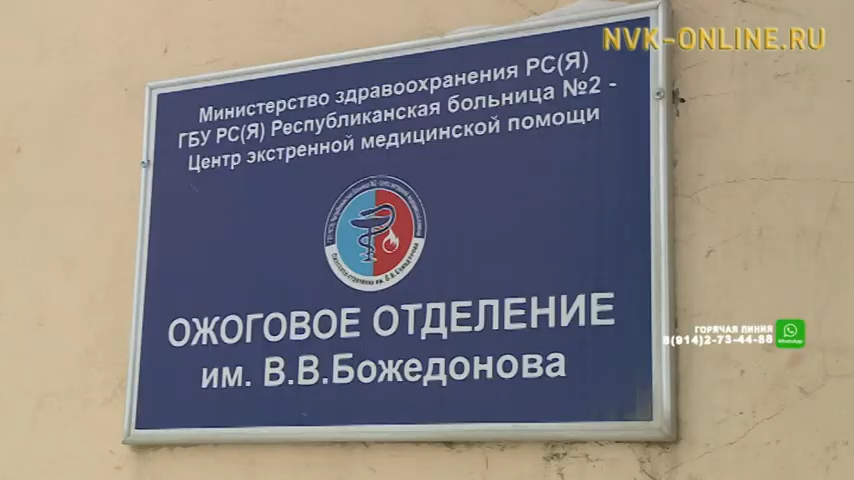 NVK-ONLINE.RU
Министерство здравоохранения РС(Я)
ГБУ РС(Я) Республиканская больница №2 -
Центр экстренной медицинской помощи
ОЖОГОВОЕ ОТДЕЛЕНИЕ
им. В.В.Божедонова
ГОРЯЧАЯ ЛИНИЯ
8(914)2-73-44-88
WhatsApp